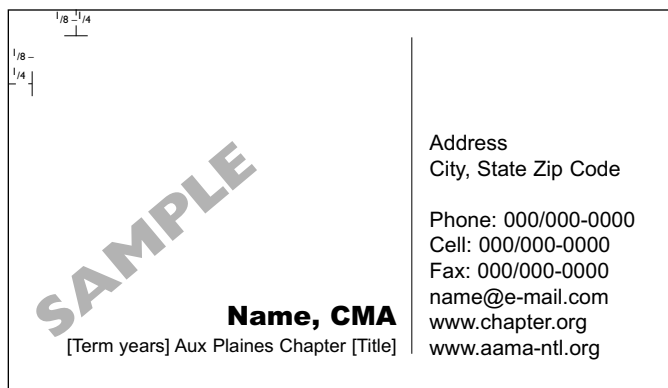 1/8 – 1/4
1/8 –
1/4
SAMPLE
Name, CMA
[Term years] Aux Plaines Chapter [Title]
Address
City, State Zip Code
Phone: 000/000-0000
Cell: 000/000-0000
Fax: 000/000-0000
name@e-mail.com
www.chapter.org
www.aama-ntl.org